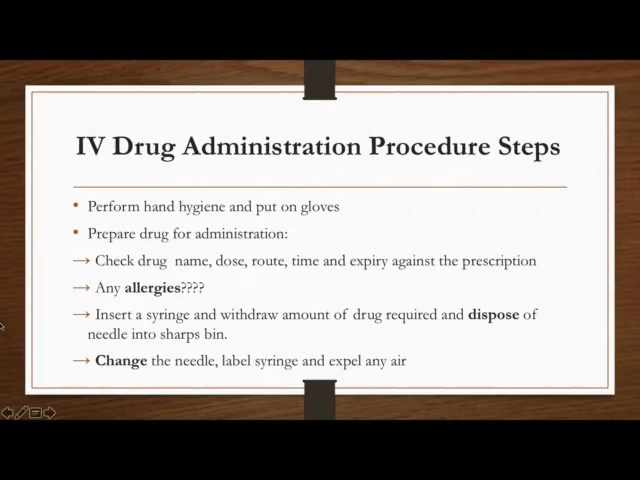 IV Drug Administration Procedure Steps
• Perform hand hygiene and put on gloves
• Prepare drug for administration:
→ Check drug name, dose, route, time and expiry against the prescription
→ Any allergies????
→ Insert a syringe and withdraw amount of drug required and dispose of
needle into sharps bin.
→ Change the needle, label syringe and expel any air